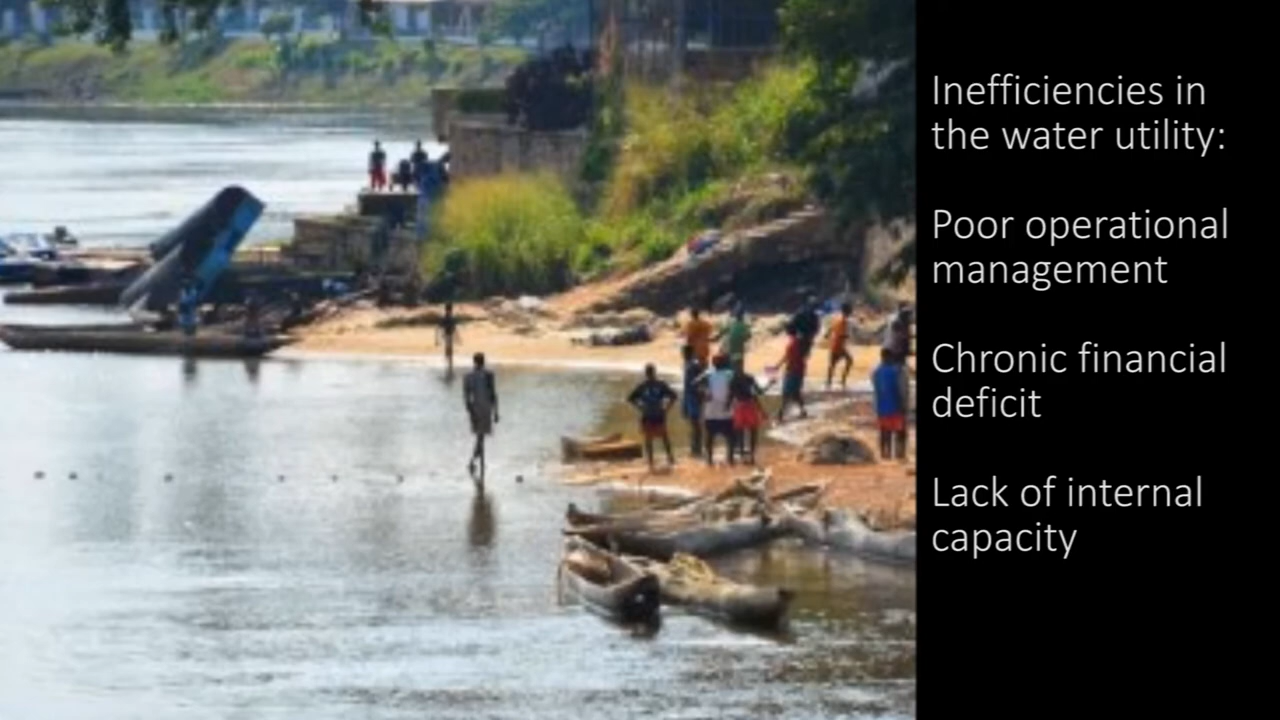 Inefficiencies in
the water utility:
Poor operational
management
Chronic financial
deficit
Lack of internal
capacity